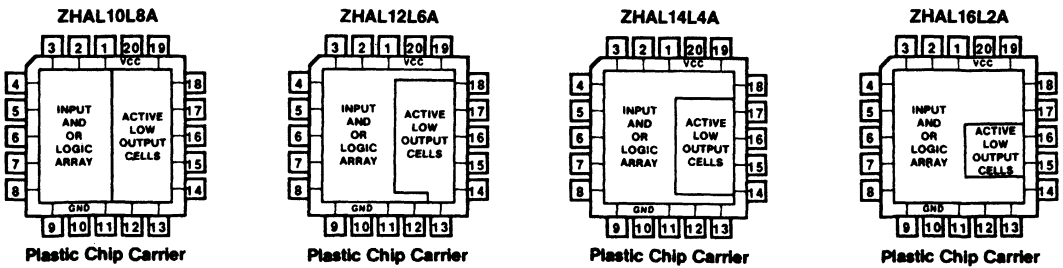 ZHAL10L8A
3 2 1 20 19
VCC
4 18
5 17
6 16
7 15
8 14
INPUT
AND
OR
LOGIC
ARRAY
ACTIVE
LOW
OUTPUT
CELLS
GND
9 10 11 12 13
Plastic Chip Carrier
ZHAL12L6A
3 2 1 20 19
VCC
4 18
5 17
6 16
7 15
8 14
INPUT
AND
OR
LOGIC
ARRAY
ACTIVE
LOW
OUTPUT
CELLS
GND
9 10 11 12 13
Plastic Chip Carrier
ZHAL14L4A
3 2 1 20 19
VCC
4 18
5 17
6 16
7 15
8 14
INPUT
AND
OR
LOGIC
ARRAY
ACTIVE
LOW
OUTPUT
CELLS
GND
9 10 11 12 13
Plastic Chip Carrier
ZHAL16L2A
3 2 1 20 19
VCC
4 18
5 17
6 16
7 15
8 14
INPUT
AND
OR
LOGIC
ARRAY
ACTIVE
LOW
OUTPUT
CELLS
GND
9 10 11 12 13
Plastic Chip Carrier